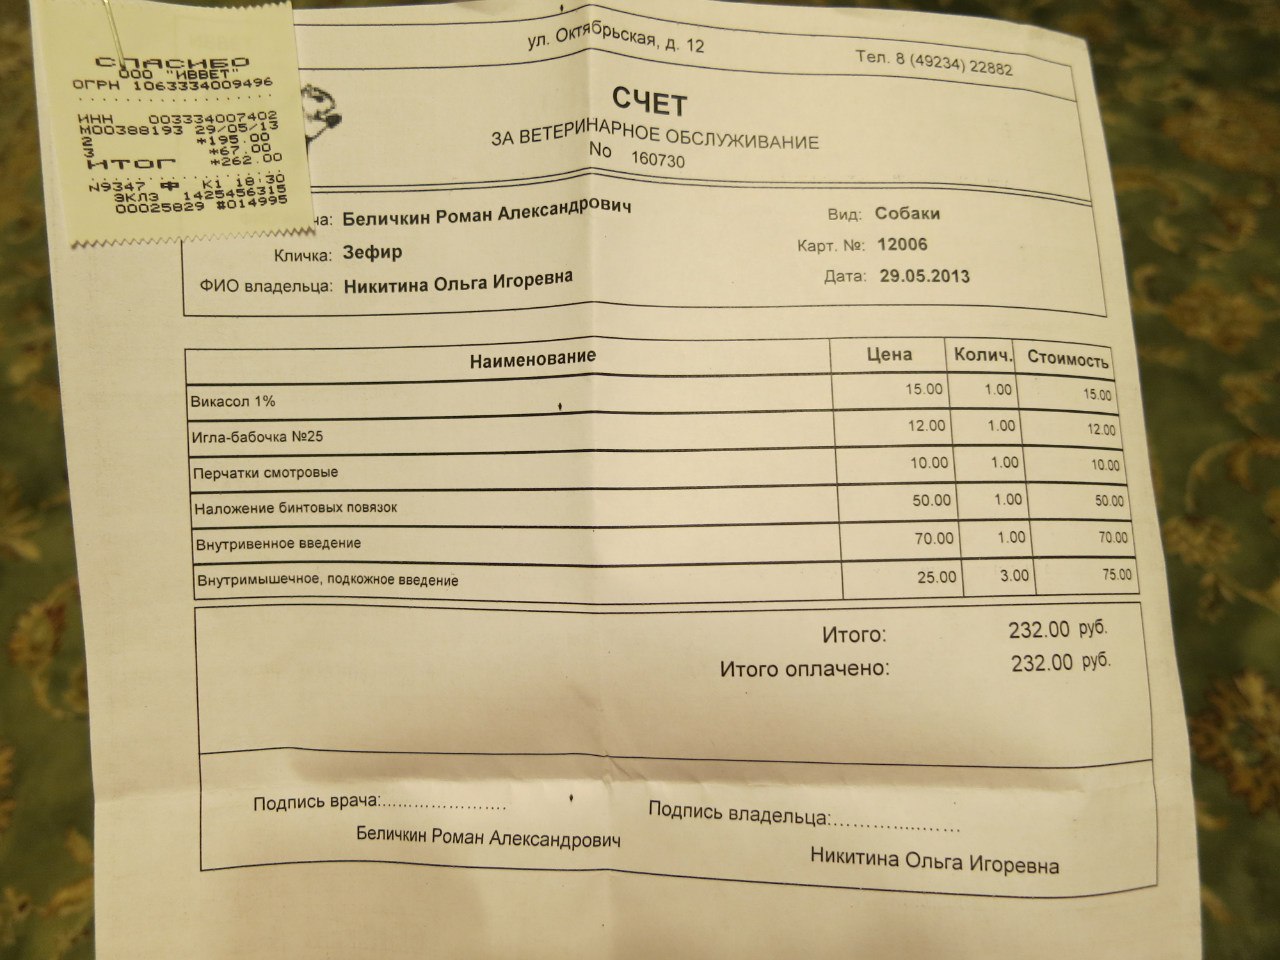 СПАСИБО
ООО "ИВВЕТ"
ОГРН 1063334009496
ИНН 003334007402
М00388193 29/05/13
2 *195.00
3 *67.00
ИТОГ *262.00
N9347 Ф К1 18:30
ЭКЛЗ 1425456315
00025829 #014995
ул. Октябрьская, д. 12
Тел. 8 (49234) 22882
СЧЕТ
ЗА ВЕТЕРИНАРНОЕ ОБСЛУЖИВАНИЕ
No 160730
ча: Беличкин Роман Александрович Вид: Собаки
Кличка: Зефир Карт. №: 12006
ФИО владельца: Никитина Ольга Игоревна Дата: 29.05.2013
Наименование Цена Колич. Стоимость
Викасол 1% 15.00 1.00 15.00
Игла-бабочка №25 12.00 1.00 12.00
Перчатки смотровые 10.00 1.00 10.00
Наложение бинтовых повязок 50.00 1.00 50.00
Внутривенное введение 70.00 1.00 70.00
Внутримышечное, подкожное введение 25.00 3.00 75.00
Итого: 232.00 руб.
Итого оплачено: 232.00 руб.
Подпись врача:..................... Подпись владельца:.....................
Беличкин Роман Александрович Никитина Ольга Игоревна